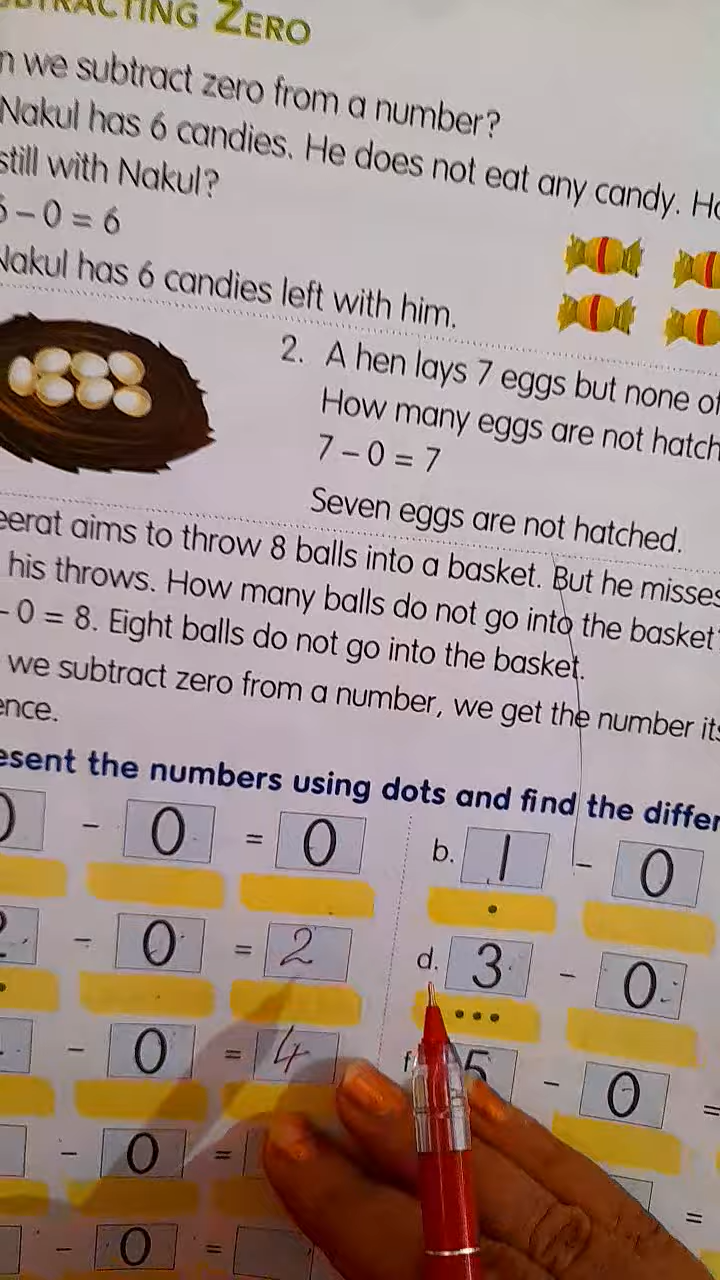 ZERO
we subtract zero from a number?
Nakul has 6 candies. He does not eat any candy.
still with Nakul?
6 – 0 = 6
Nakul has 6 candies left with him.
2. A hen lays 7 eggs but none of
How many eggs are not hatch
7 – 0 = 7
Seven eggs are not hatched.
aims to throw 8 balls into a basket. But he misses
his throws. How many balls do not go into the basket?
– 0 = 8. Eight balls do not go into the basket.
we subtract zero from a number, we get the number its
the numbers using dots and find the differ
0 – 0 = 0 b. 1 – 0
2 – 0 = 2 d. 3 – 0
– 0 = 4 f. 5 – 0 =
– 0 = =
– 0 =